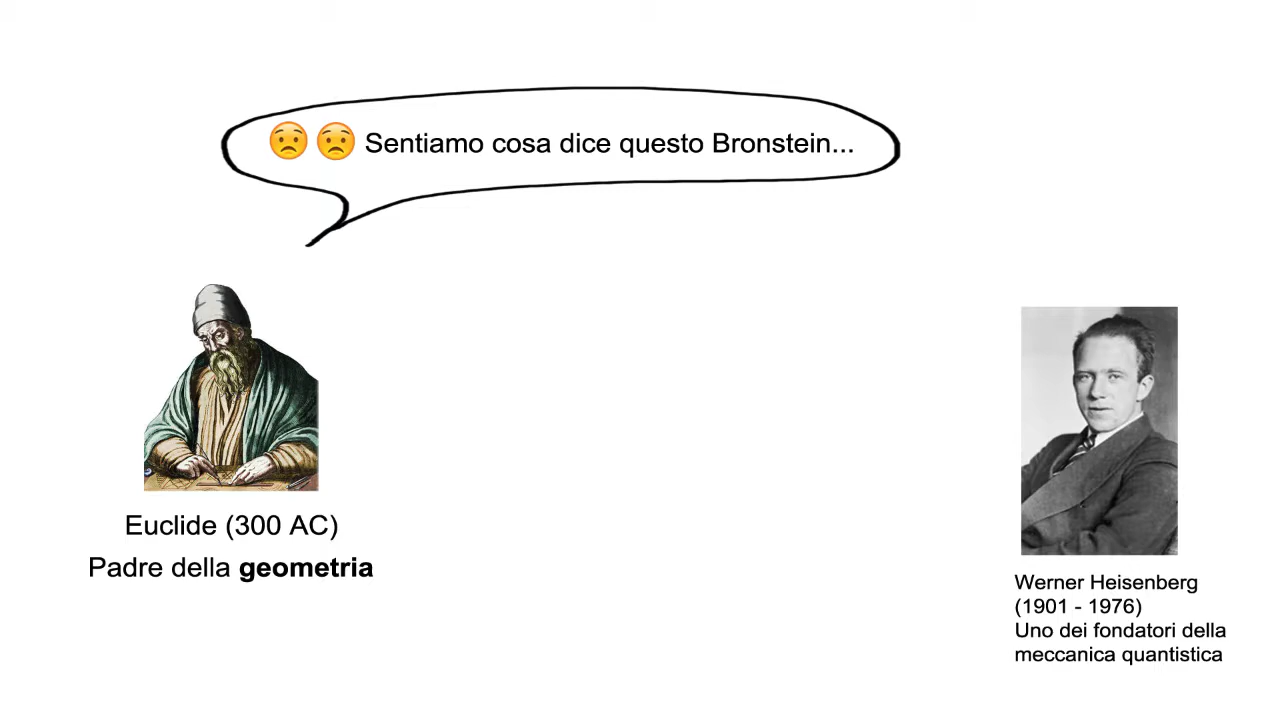 😟 😟 Sentiamo cosa dice questo Bronstein...
Euclide (300 AC)
Padre della geometria
Werner Heisenberg
(1901 - 1976)
Uno dei fondatori della
meccanica quantistica